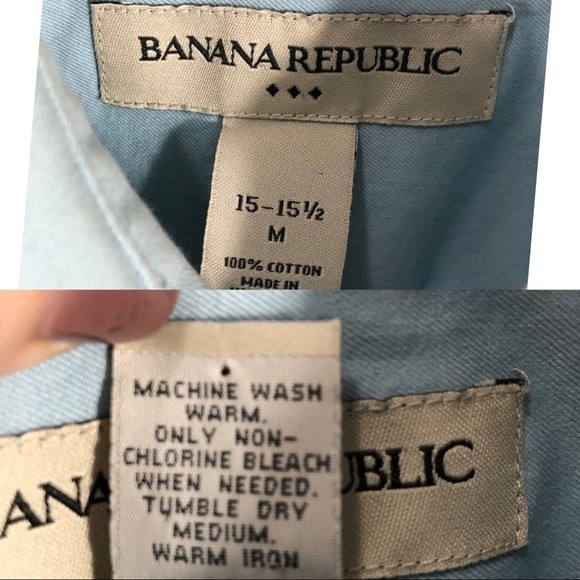 BANANA REPUBLIC
15-15½
M
100% COTTON
MADE IN
MACHINE WASH
WARM.
ONLY NON-
CHLORINE BLEACH
WHEN NEEDED.
TUMBLE DRY
MEDIUM.
WARM IRON
ANA
BLIC